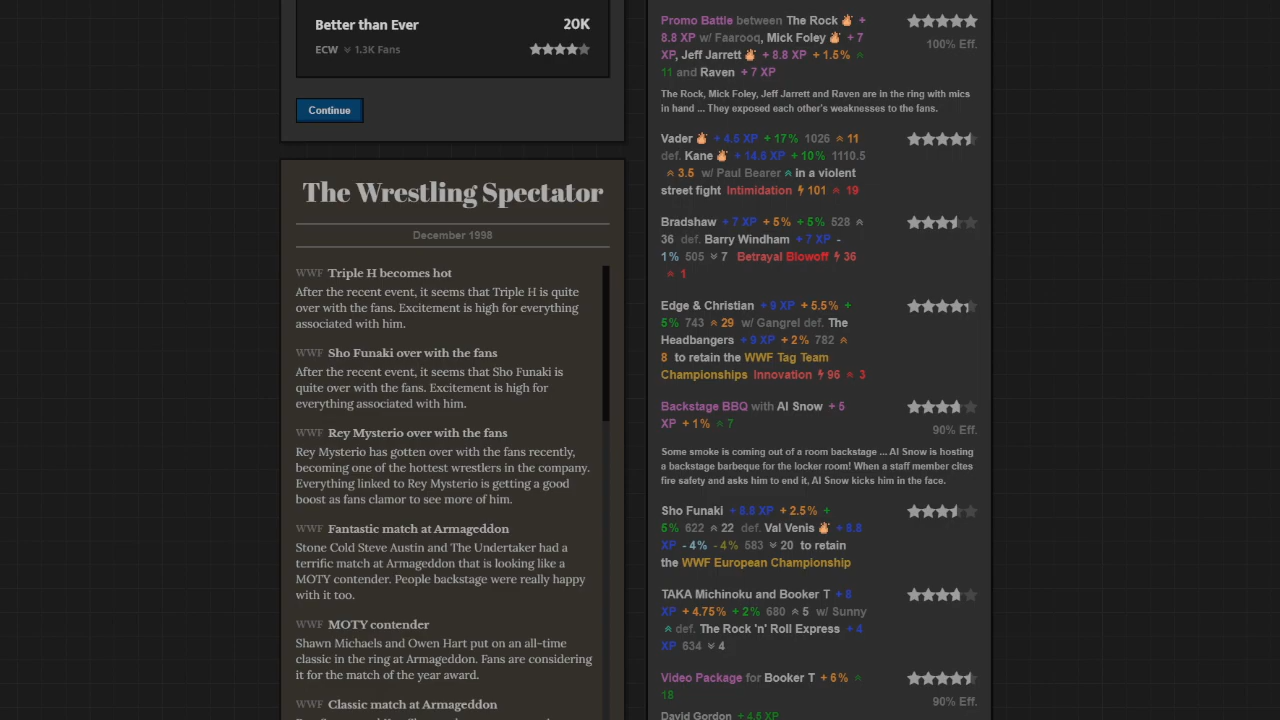 Better than Ever 20K
ECW 1.3K Fans
Continue
The Wrestling Spectator
December 1998
WWF Triple H becomes hot
After the recent event, it seems that Triple H is quite
over with the fans. Excitement is high for everything
associated with him.
WWF Sho Funaki over with the fans
After the recent event, it seems that Sho Funaki is
quite over with the fans. Excitement is high for
everything associated with him.
WWF Rey Mysterio over with the fans
Rey Mysterio has gotten over with the fans recently,
becoming one of the hottest wrestlers in the company.
Everything linked to Rey Mysterio is getting a good
boost as fans clamor to see more of him.
WWF Fantastic match at Armageddon
Stone Cold Steve Austin and The Undertaker had a
terrific match at Armageddon that is looking like a
MOTY contender. People backstage were really happy
with it too.
WWF MOTY contender
Shawn Michaels and Owen Hart put on an all-time
classic in the ring at Armageddon. Fans are considering
it for the match of the year award.
WWF Classic match at Armageddon
Promo Battle between The Rock +
8.8 XP w/ Faarooq, Mick Foley + 7
XP, Jeff Jarrett + 8.8 XP + 1.5%
11 and Raven + 7 XP
100% Eff.
The Rock, Mick Foley, Jeff Jarrett and Raven are in the ring with mics
in hand ... They exposed each other's weaknesses to the fans.
Vader + 4.5 XP + 17% 1026 11
def. Kane + 14.6 XP + 10% 1110.5
3.5 w/ Paul Bearer in a violent
street fight Intimidation 101 19
Bradshaw + 7 XP + 5% + 5% 528
36 def. Barry Windham + 7 XP -
1% 505 7 Betrayal Blowoff 36
1
Edge & Christian + 9 XP + 5.5% +
5% 743 29 w/ Gangrel def. The
Headbangers + 9 XP + 2% 782
8 to retain the WWF Tag Team
Championships Innovation 96 3
Backstage BBQ with Al Snow + 5
XP + 1% 7
90% Eff.
Some smoke is coming out of a room backstage ... Al Snow is hosting
a backstage barbeque for the locker room! When a staff member cites
fire safety and asks him to end it, Al Snow kicks him in the face.
Sho Funaki + 8.8 XP + 2.5% +
5% 622 22 def. Val Venis + 8.8
XP - 4% - 4% 583 20 to retain
the WWF European Championship
TAKA Michinoku and Booker T + 8
XP + 4.75% + 2% 680 5 w/ Sunny
def. The Rock 'n' Roll Express + 4
XP 634 4
Video Package for Booker T + 6%
18
90% Eff.
David Gordon + 4.5 XP